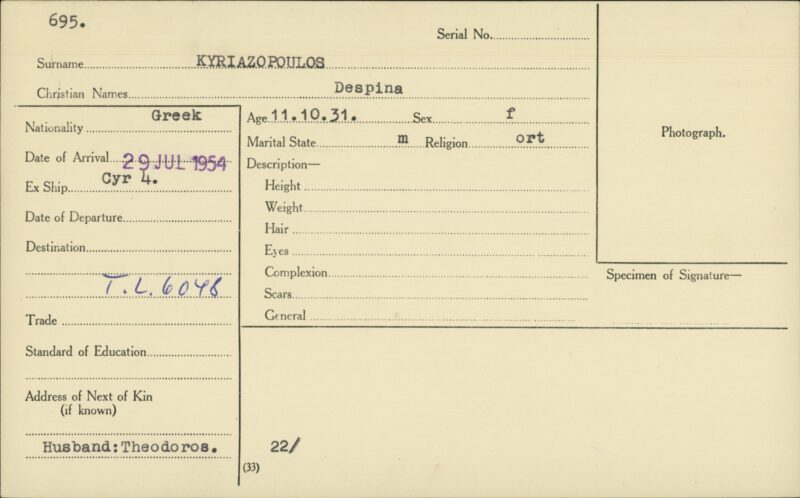 695.
Serial No.
Surname KYRIAZOPOULOS
Christian Names Despina
Nationality Greek
Date of Arrival 29 JUL 1954
Ex Ship Cyr 4.
Date of Departure
Destination
T.L. 6048
Trade
Standard of Education
Address of Next of Kin
(if known)
Husband:Theodoros.
Age 11.10.31. Sex f
Marital State m Religion ort
Description—
Height
Weight
Hair
Eyes
Complexion
Scars
General
22/
(33)
Photograph.
Specimen of Signature—